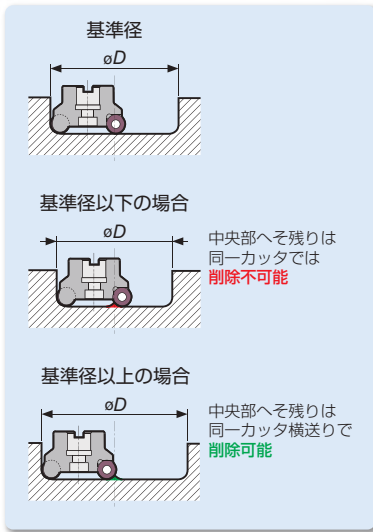 基準径
øD
基準径以下の場合
øD
中央部へそ残りは
同一カッタでは
削除不可能
基準径以上の場合
øD
中央部へそ残りは
同一カッタ横送りで
削除可能